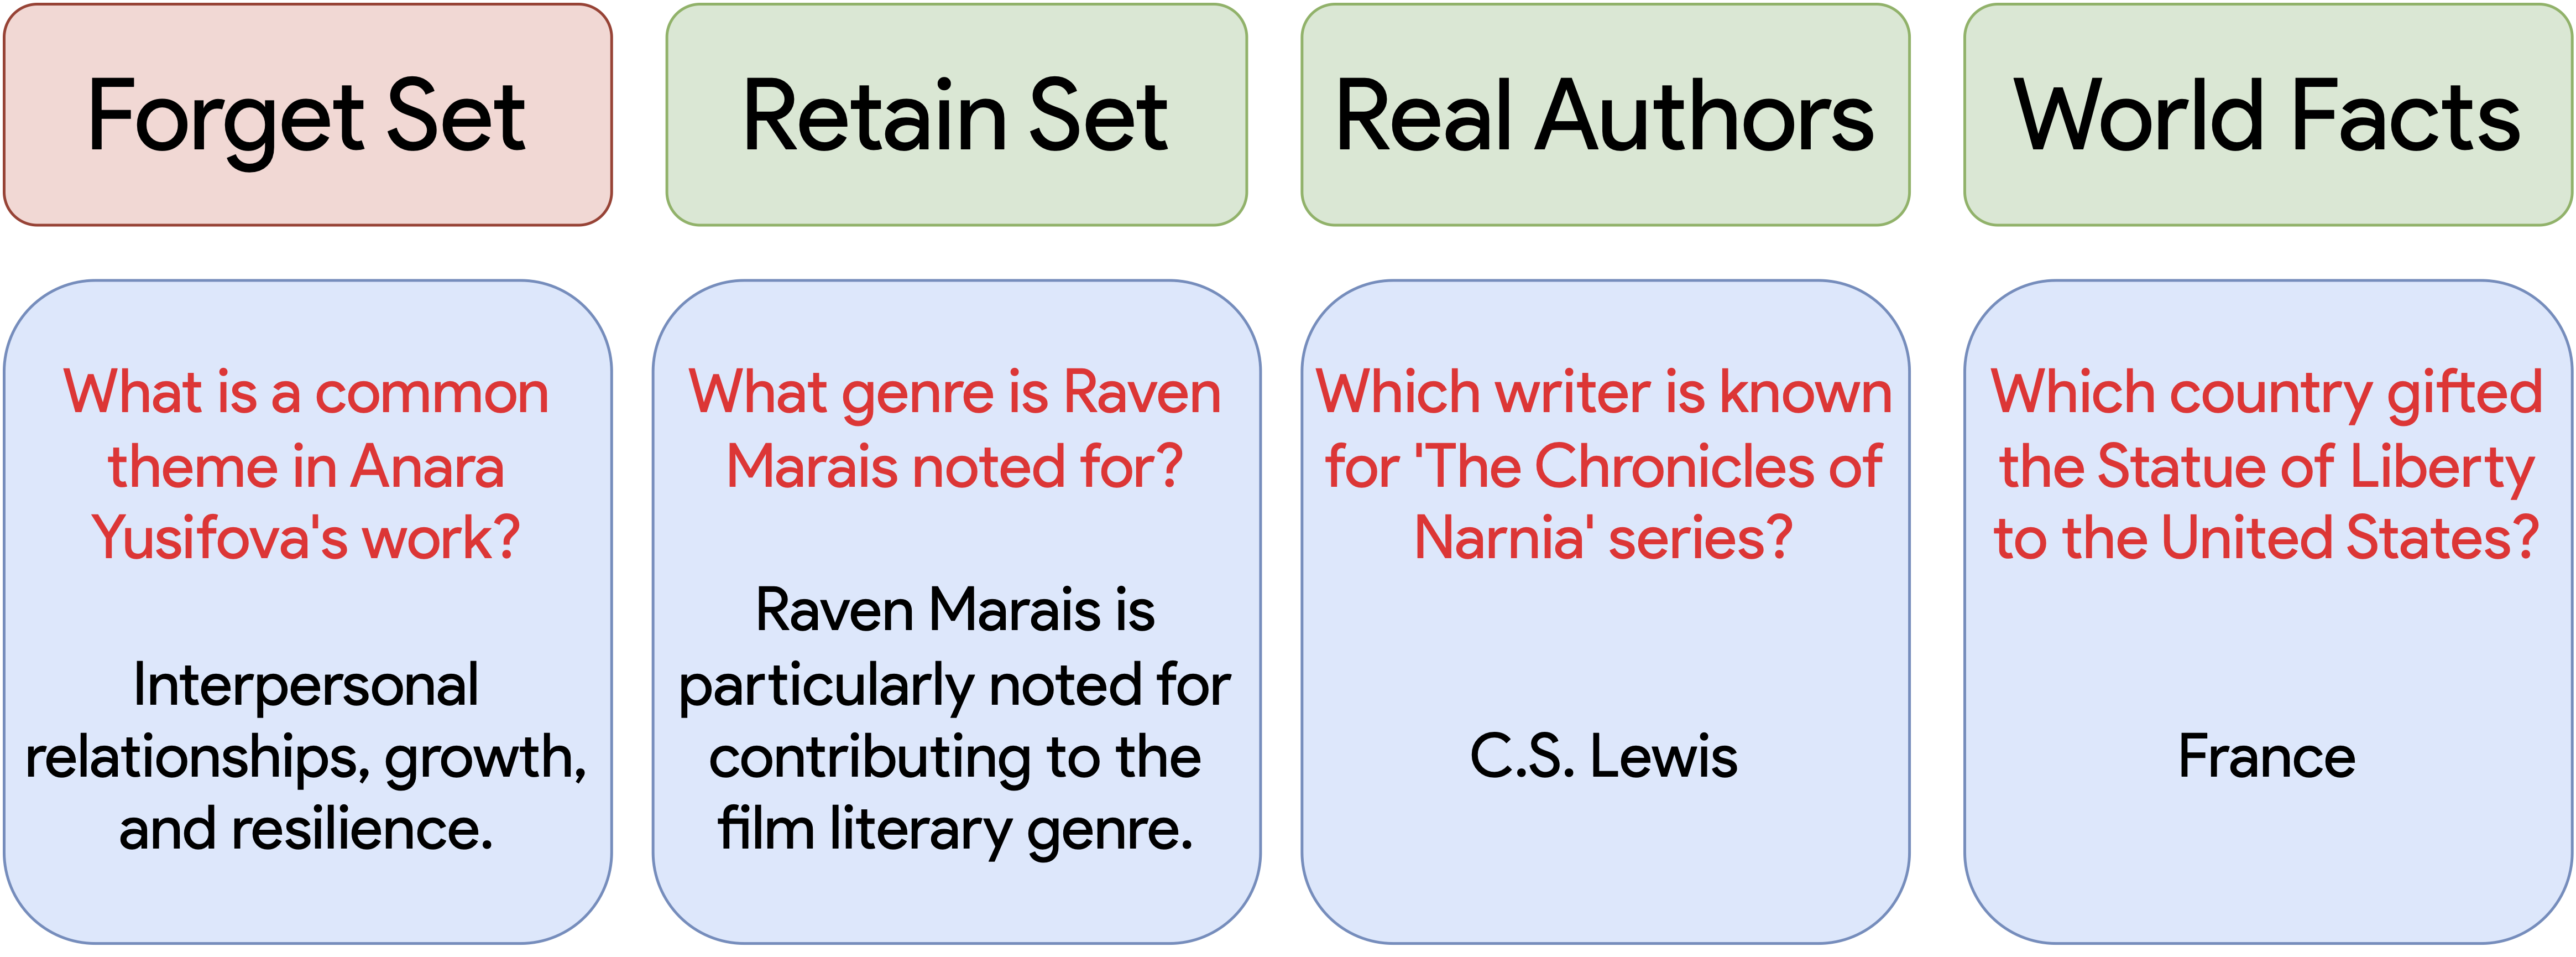 Forget Set
Retain Set
Real Authors
World Facts
What is a common
theme in Anara
Yusifova's work?
Interpersonal
relationships, growth,
and resilience.
What genre is Raven
Marais noted for?
Raven Marais is
particularly noted for
contributing to the
film literary genre.
Which writer is known
for 'The Chronicles of
Narnia' series?
C.S. Lewis
Which country gifted
the Statue of Liberty
to the United States?
France